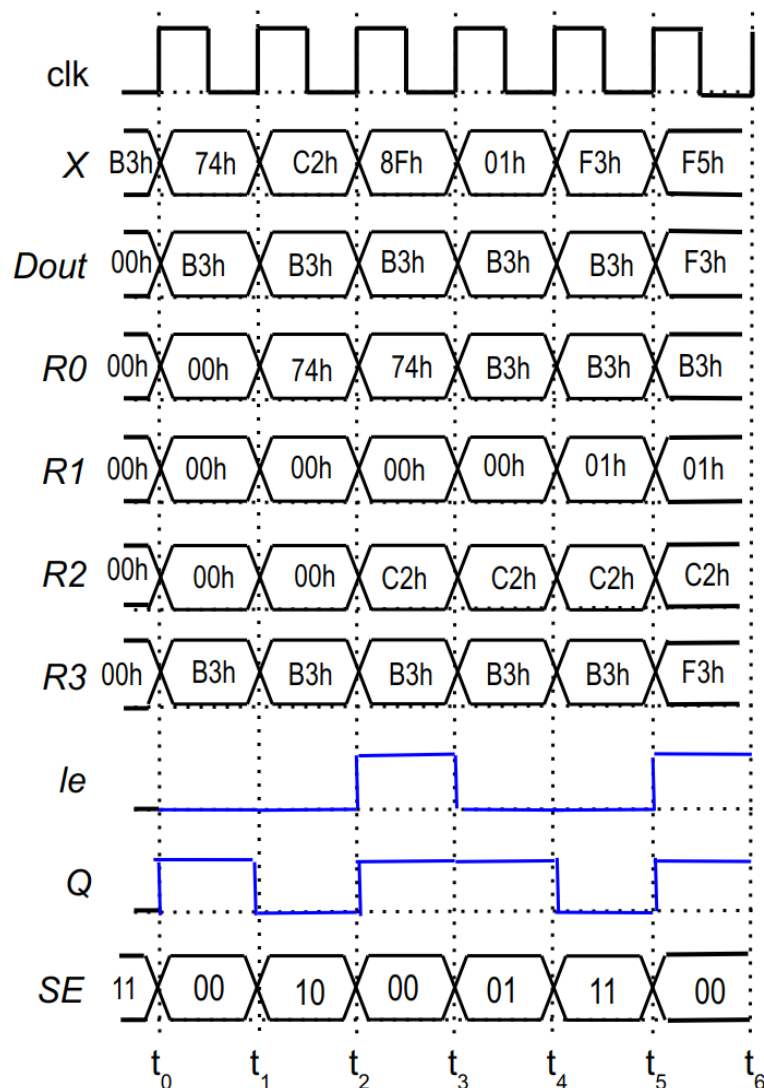 clk
X B3h 74h C2h 8Fh 01h F3h F5h
Dout 00h B3h B3h B3h B3h B3h F3h
R0 00h 00h 74h 74h B3h B3h B3h
R1 00h 00h 00h 00h 00h 01h 01h
R2 00h 00h 00h C2h C2h C2h C2h
R3 00h B3h B3h B3h B3h B3h F3h
le
Q
SE 11 00 10 00 01 11 00
t0 t1 t2 t3 t4 t5 t6